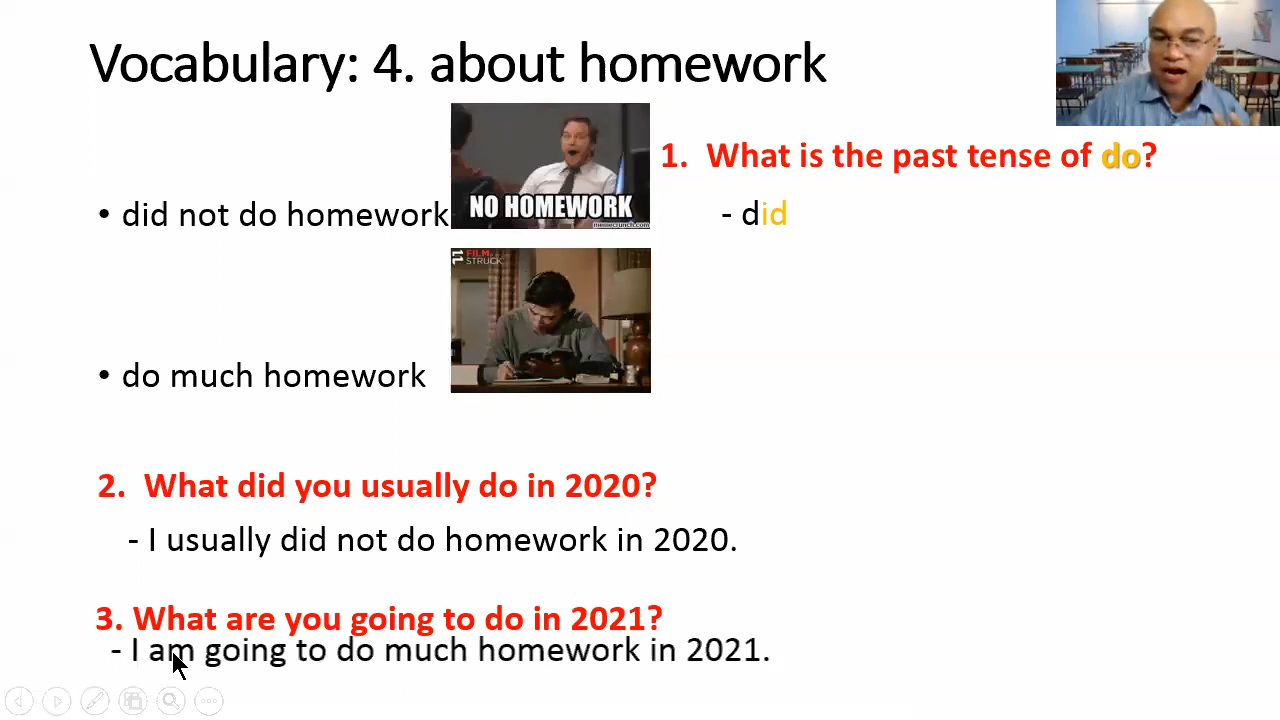 Vocabulary: 4. about homework
• did not do homework
NO HOMEWORK
memecrunch.com
1. What is the past tense of do?
- did
FILM
STRUCK
• do much homework
2. What did you usually do in 2020?
- I usually did not do homework in 2020.
3. What are you going to do in 2021?
- I am going to do much homework in 2021.